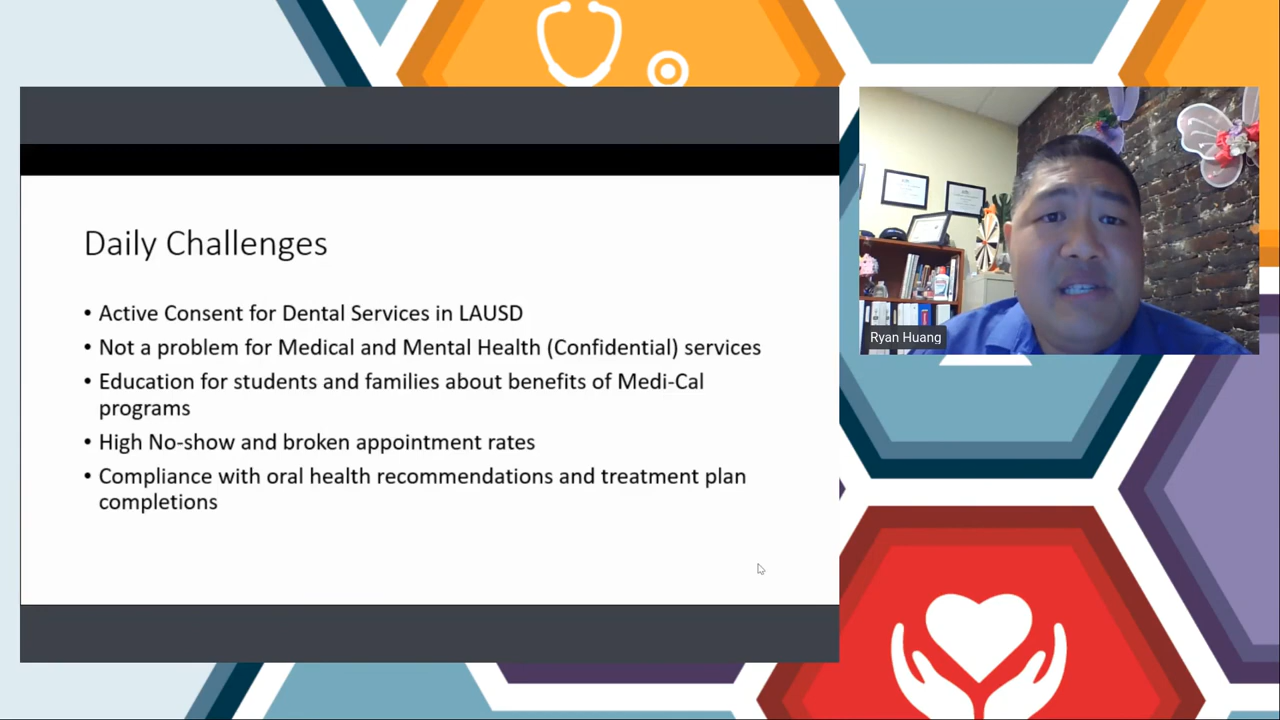 Daily Challenges
• Active Consent for Dental Services in LAUSD
• Not a problem for Medical and Mental Health (Confidential) services
• Education for students and families about benefits of Medi-Cal
programs
• High No-show and broken appointment rates
• Compliance with oral health recommendations and treatment plan
completions
Ryan Huang